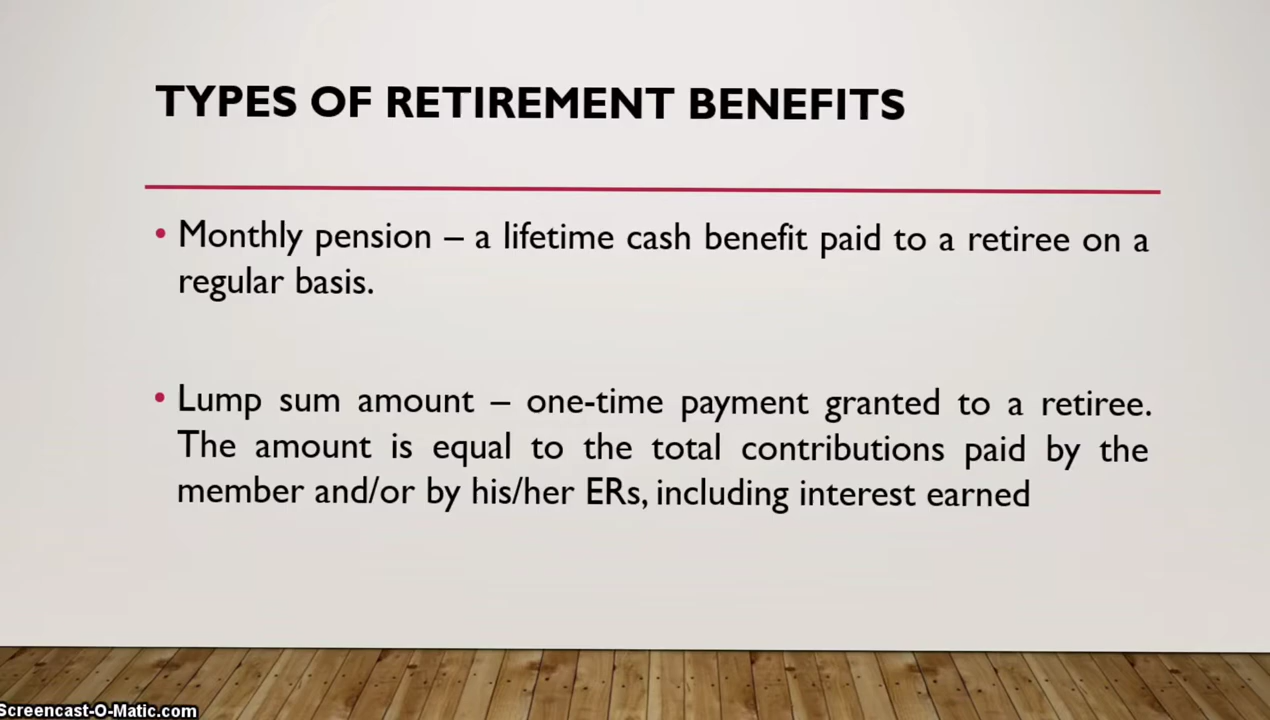 TYPES OF RETIREMENT BENEFITS
• Monthly pension – a lifetime cash benefit paid to a retiree on a
regular basis.
• Lump sum amount – one-time payment granted to a retiree.
The amount is equal to the total contributions paid by the
member and/or by his/her ERs, including interest earned
Screencast-O-Matic.com